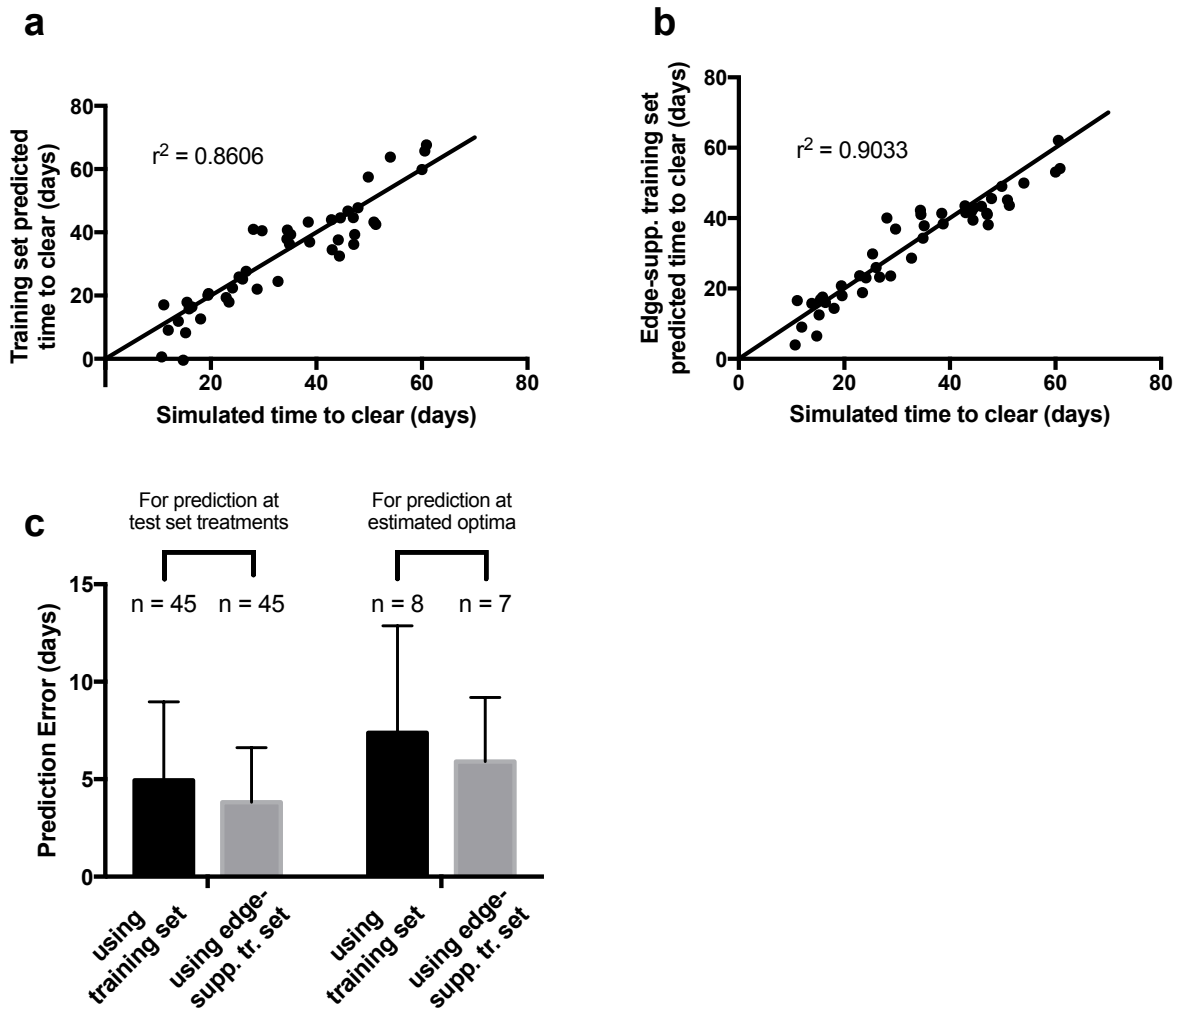 a
80
60
40
20
0
20
40
60
80
r2 = 0.8606
Training set predicted
time to clear (days)
Simulated time to clear (days)
b
80
60
40
20
0
0
20
40
60
80
r2 = 0.9033
Edge-supp. training set
predicted time to clear (days)
Simulated time to clear (days)
c
For prediction at
test set treatments
For prediction at
estimated optima
15
10
5
0
n = 45
n = 45
n = 8
n = 7
Prediction Error (days)
using
training set
using edge-
supp. tr. set
using
training set
using edge-
supp. tr. set